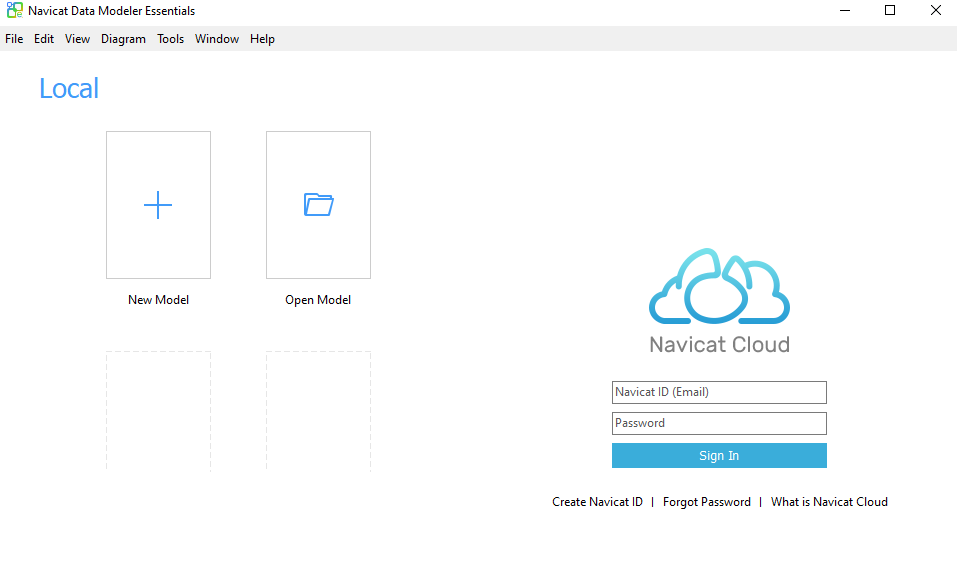 Navicat Data Modeler Essentials
File Edit View Diagram Tools Window Help
Local
New Model
Open Model
Navicat Cloud
Navicat ID (Email)
Password
Sign In
Create Navicat ID | Forgot Password | What is Navicat Cloud